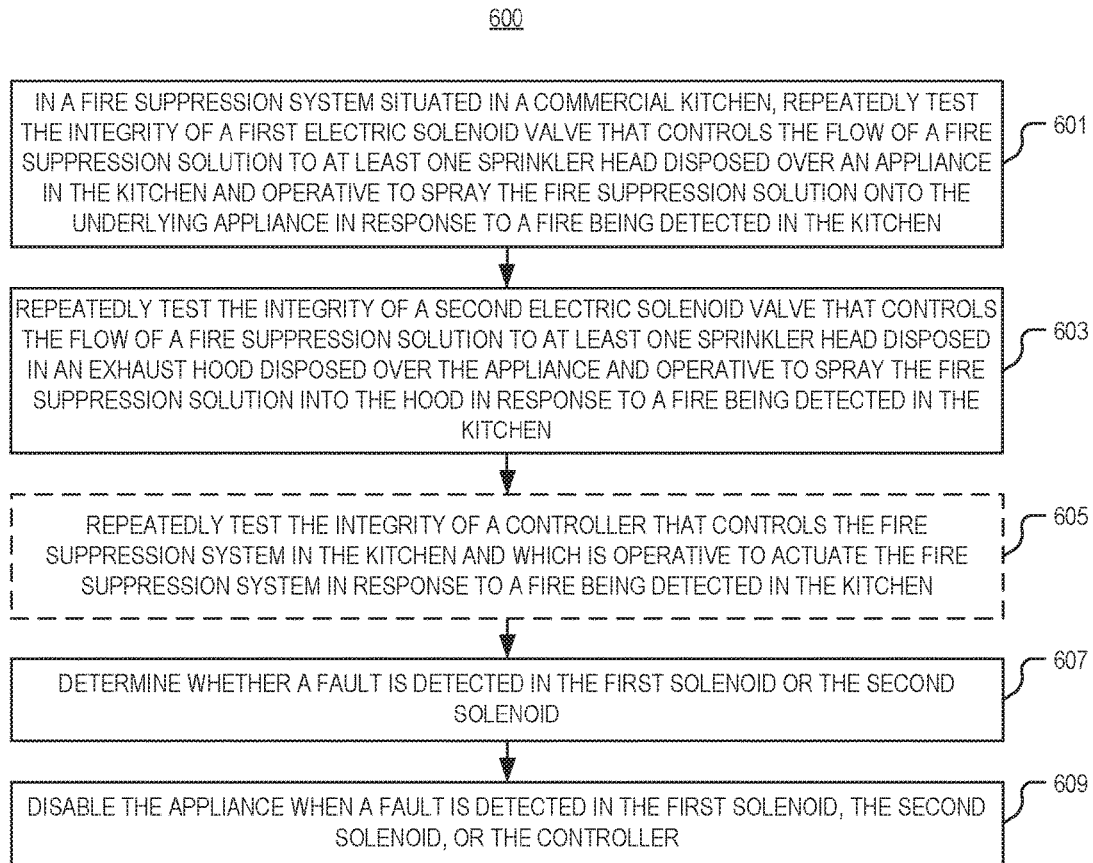 600
IN A FIRE SUPPRESSION SYSTEM SITUATED IN A COMMERCIAL KITCHEN, REPEATEDLY TEST
THE INTEGRITY OF A FIRST ELECTRIC SOLENOID VALVE THAT CONTROLS THE FLOW OF A FIRE
SUPPRESSION SOLUTION TO AT LEAST ONE SPRINKLER HEAD DISPOSED OVER AN APPLIANCE
IN THE KITCHEN AND OPERATIVE TO SPRAY THE FIRE SUPPRESSION SOLUTION ONTO THE
UNDERLYING APPLIANCE IN RESPONSE TO A FIRE BEING DETECTED IN THE KITCHEN
601
REPEATEDLY TEST THE INTEGRITY OF A SECOND ELECTRIC SOLENOID VALVE THAT CONTROLS
THE FLOW OF A FIRE SUPPRESSION SOLUTION TO AT LEAST ONE SPRINKLER HEAD DISPOSED
IN AN EXHAUST HOOD DISPOSED OVER THE APPLIANCE AND OPERATIVE TO SPRAY THE FIRE
SUPPRESSION SOLUTION INTO THE HOOD IN RESPONSE TO A FIRE BEING DETECTED IN THE
KITCHEN
603
REPEATEDLY TEST THE INTEGRITY OF A CONTROLLER THAT CONTROLS THE FIRE
SUPPRESSION SYSTEM IN THE KITCHEN AND WHICH IS OPERATIVE TO ACTUATE THE FIRE
SUPPRESSION SYSTEM IN RESPONSE TO A FIRE BEING DETECTED IN THE KITCHEN
605
DETERMINE WHETHER A FAULT IS DETECTED IN THE FIRST SOLENOID OR THE SECOND
SOLENOID
607
DISABLE THE APPLIANCE WHEN A FAULT IS DETECTED IN THE FIRST SOLENOID, THE SECOND
SOLENOID, OR THE CONTROLLER
609